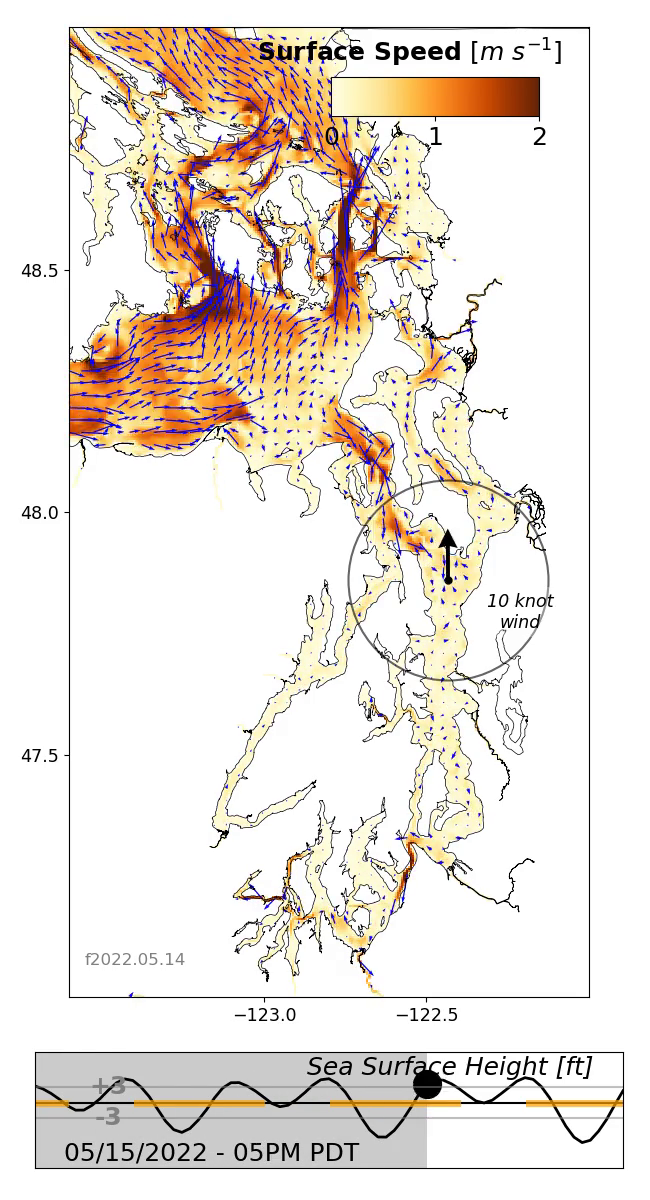 Surface Speed [m s⁻¹]
0 1 2
48.5
48.0
10 knot
wind
47.5
f2022.05.14
−123.0 −122.5
Sea Surface Height [ft]
+3
-3
05/15/2022 - 05PM PDT